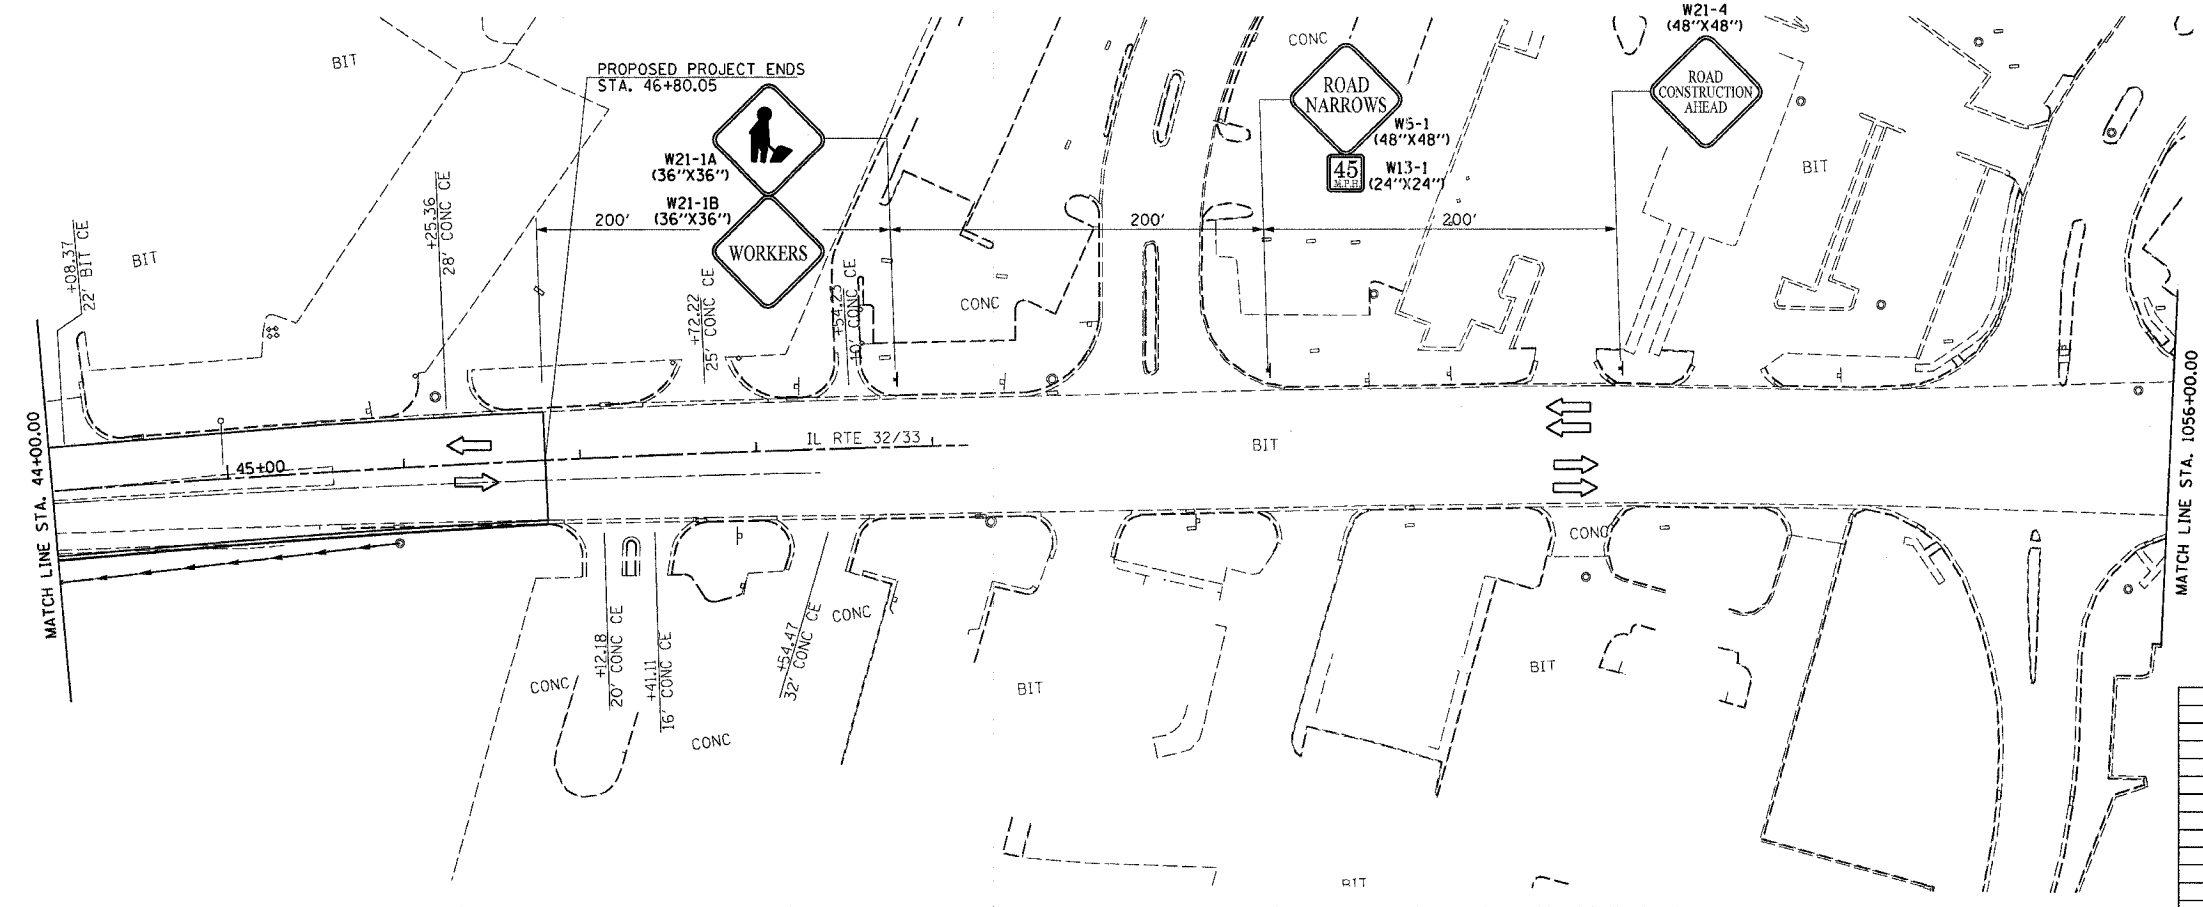 W21-4
(48"X48")
ROAD
CONSTRUCTION
AHEAD
CONC
BIT
PROPOSED PROJECT ENDS
STA. 46+80.05
ROAD
NARROWS
W5-1
(48"X48")
45
M.P.H.
W13-1
(24"X24")
W21-1A
(36"X36")
W21-1B
(36"X36")
WORKERS
BIT
200'
200'
200'
+08.37
22' BIT CE
BIT
+25.36
28' CONC CE
+72.22
25' CONC CE
+54.23
10' CONC CE
CONC
MATCH LINE STA. 44+00.00
45+00
IL RTE 32/33
BIT
MATCH LINE STA. 1056+00.00
CONC
+12.18
20' CONC CE
+41.11
16' CONC CE
+54.47
32' CONC CE
CONC
CONC
CONC
BIT
BIT
BIT